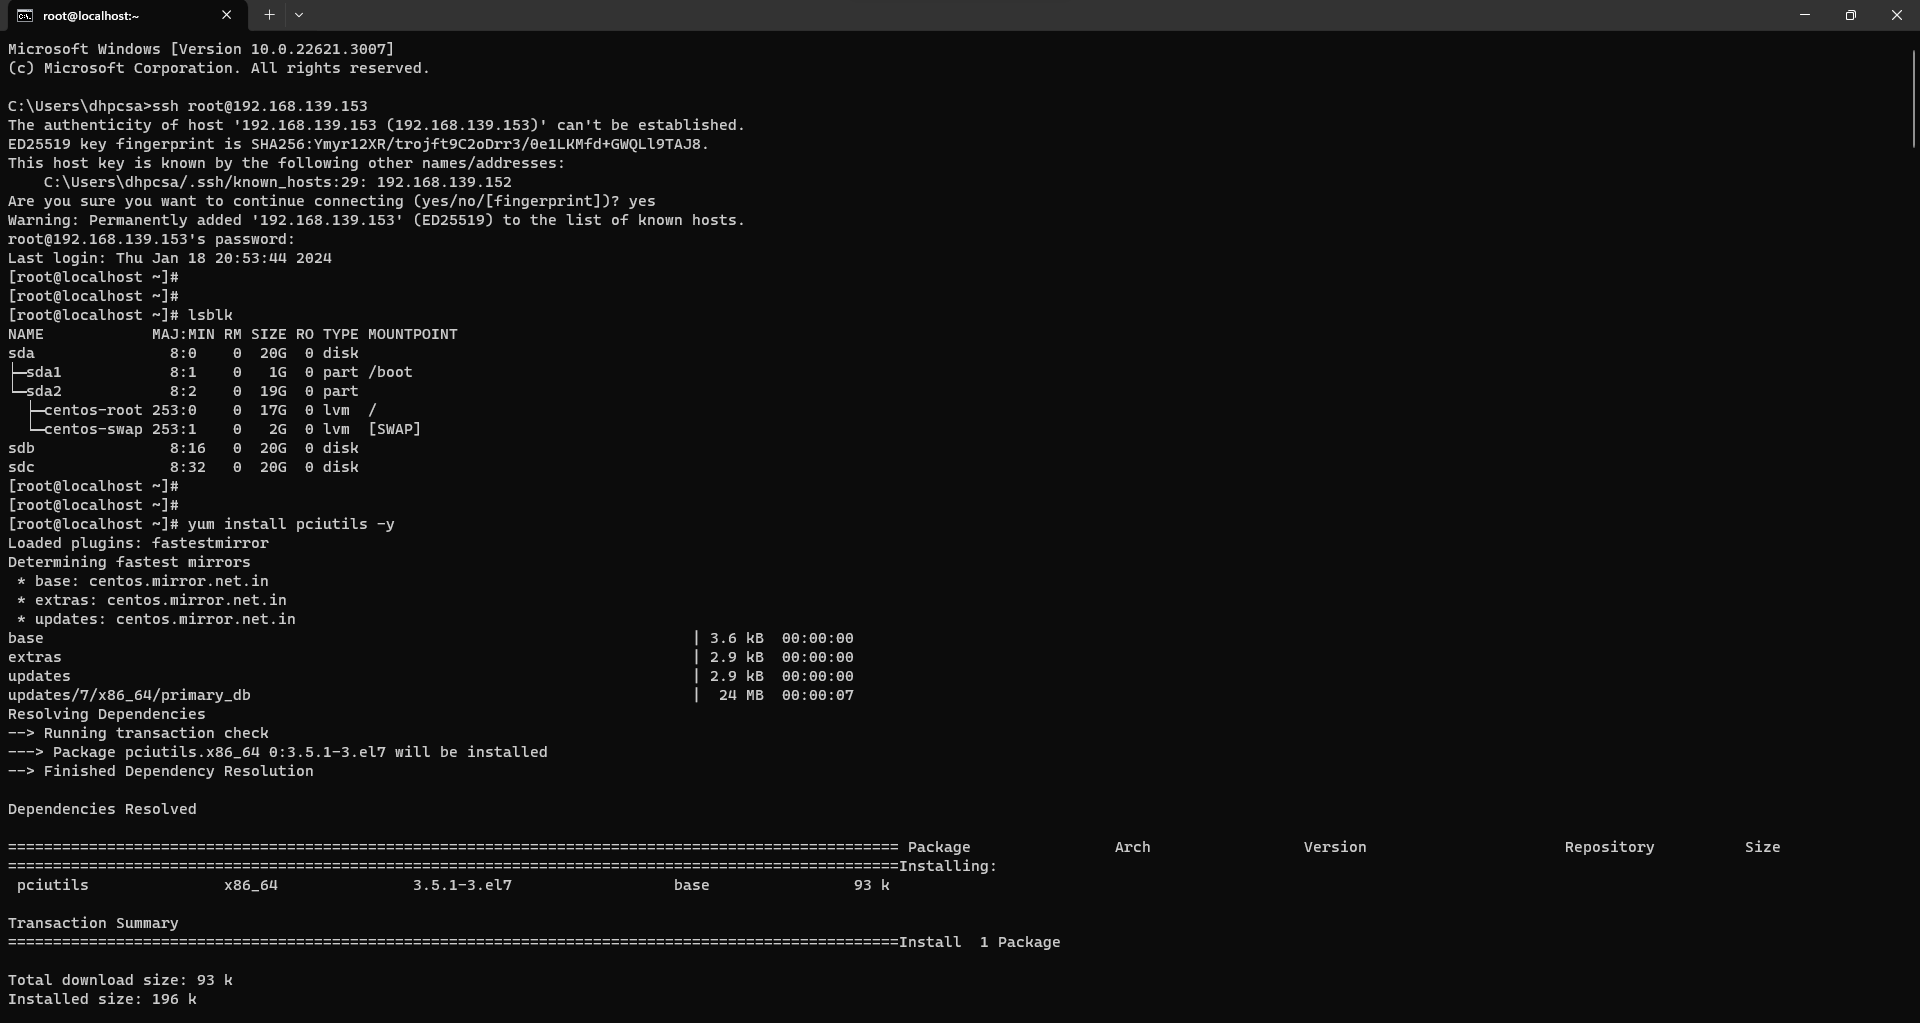 root@localhost:~
Microsoft Windows [Version 10.0.22621.3007]
(c) Microsoft Corporation. All rights reserved.

C:\Users\dhpcsa>ssh root@192.168.139.153
The authenticity of host '192.168.139.153 (192.168.139.153)' can't be established.
ED25519 key fingerprint is SHA256:Ymyr12XR/trojft9C2oDrr3/0e1LKMfd+GWQLl9TAJ8.
This host key is known by the following other names/addresses:
    C:\Users\dhpcsa/.ssh/known_hosts:29: 192.168.139.152
Are you sure you want to continue connecting (yes/no/[fingerprint])? yes
Warning: Permanently added '192.168.139.153' (ED25519) to the list of known hosts.
root@192.168.139.153's password:
Last login: Thu Jan 18 20:53:44 2024
[root@localhost ~]#
[root@localhost ~]#
[root@localhost ~]# lsblk
NAME            MAJ:MIN RM SIZE RO TYPE MOUNTPOINT
sda               8:0    0  20G  0 disk
├─sda1            8:1    0   1G  0 part /boot
└─sda2            8:2    0  19G  0 part
  ├─centos-root 253:0    0  17G  0 lvm  /
  └─centos-swap 253:1    0   2G  0 lvm  [SWAP]
sdb               8:16   0  20G  0 disk
sdc               8:32   0  20G  0 disk
[root@localhost ~]#
[root@localhost ~]#
[root@localhost ~]# yum install pciutils -y
Loaded plugins: fastestmirror
Determining fastest mirrors
 * base: centos.mirror.net.in
 * extras: centos.mirror.net.in
 * updates: centos.mirror.net.in
base                                                                        | 3.6 kB  00:00:00
extras                                                                      | 2.9 kB  00:00:00
updates                                                                     | 2.9 kB  00:00:00
updates/7/x86_64/primary_db                                                 |  24 MB  00:00:07
Resolving Dependencies
--> Running transaction check
---> Package pciutils.x86_64 0:3.5.1-3.el7 will be installed
--> Finished Dependency Resolution

Dependencies Resolved

=================================================================================================== Package                Arch                 Version                      Repository          Size
===================================================================================================Installing:
 pciutils               x86_64               3.5.1-3.el7                  base                93 k

Transaction Summary
===================================================================================================Install  1 Package

Total download size: 93 k
Installed size: 196 k